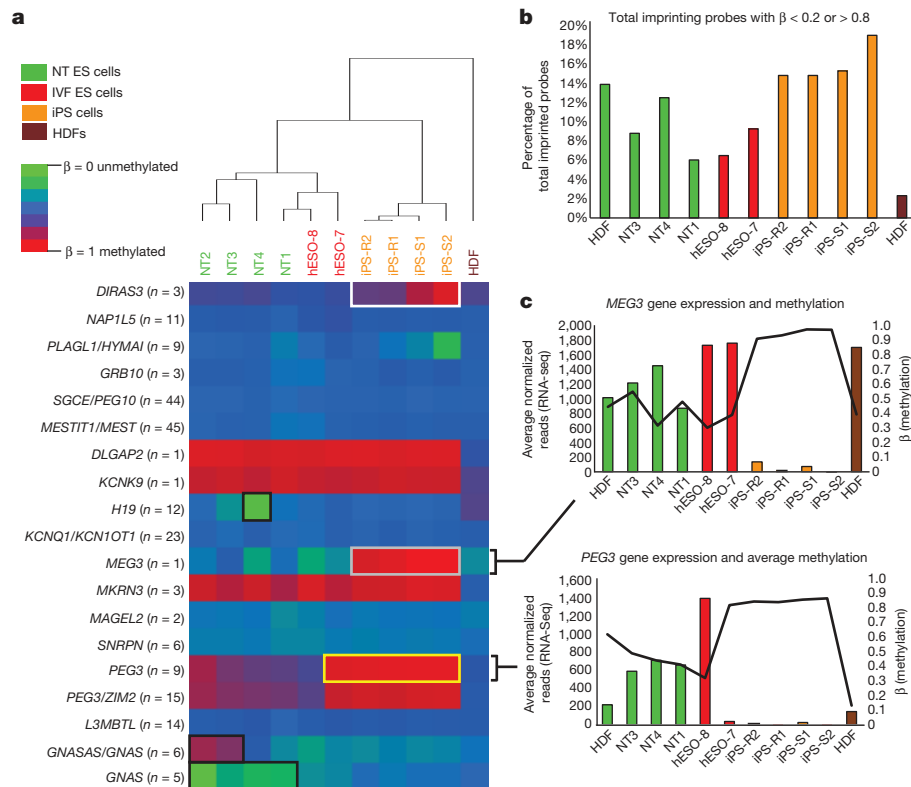 a
NT ES cells
IVF ES cells
iPS cells
HDFs
β = 0 unmethylated
β = 1 methylated
NT2
NT3
NT4
NT1
hESO-8
hESO-7
iPS-R2
iPS-R1
iPS-S1
iPS-S2
HDF
DIRAS3 (n = 3)
NAP1L5 (n = 11)
PLAGL1/HYMAI (n = 9)
GRB10 (n = 3)
SGCE/PEG10 (n = 44)
MESTIT1/MEST (n = 45)
DLGAP2 (n = 1)
KCNK9 (n = 1)
H19 (n = 12)
KCNQ1/KCN1OT1 (n = 23)
MEG3 (n = 1)
MKRN3 (n = 3)
MAGEL2 (n = 2)
SNRPN (n = 6)
PEG3 (n = 9)
PEG3/ZIM2 (n = 15)
L3MBTL (n = 14)
GNASAS/GNAS (n = 6)
GNAS (n = 5)
b
Total imprinting probes with β < 0.2 or > 0.8
Percentage of
total imprinted probes
20%
18%
16%
14%
12%
10%
8%
6%
4%
2%
0%
HDF
NT3
NT4
NT1
hESO-8
hESO-7
iPS-R2
iPS-R1
iPS-S1
iPS-S2
HDF
c
MEG3 gene expression and methylation
Average normalized
reads (RNA-seq)
2,000
1,800
1,600
1,400
1,200
1,000
800
600
400
200
0
1.0
0.9
0.8
0.7
0.6
0.5
0.4
0.3
0.2
0.1
0
β (methylation)
HDF
NT3
NT4
NT1
hESO-8
hESO-7
iPS-R2
iPS-R1
iPS-S1
iPS-S2
HDF
PEG3 gene expression and average methylation
Average normalized
reads (RNA-Seq)
1,600
1,400
1,200
1,000
800
600
400
200
0
1.0
0.9
0.8
0.7
0.6
0.5
0.4
0.3
0.2
0.1
0
β (methylation)
HDF
NT3
NT4
NT1
hESO-8
hESO-7
iPS-R2
iPS-R1
iPS-S1
iPS-S2
HDF